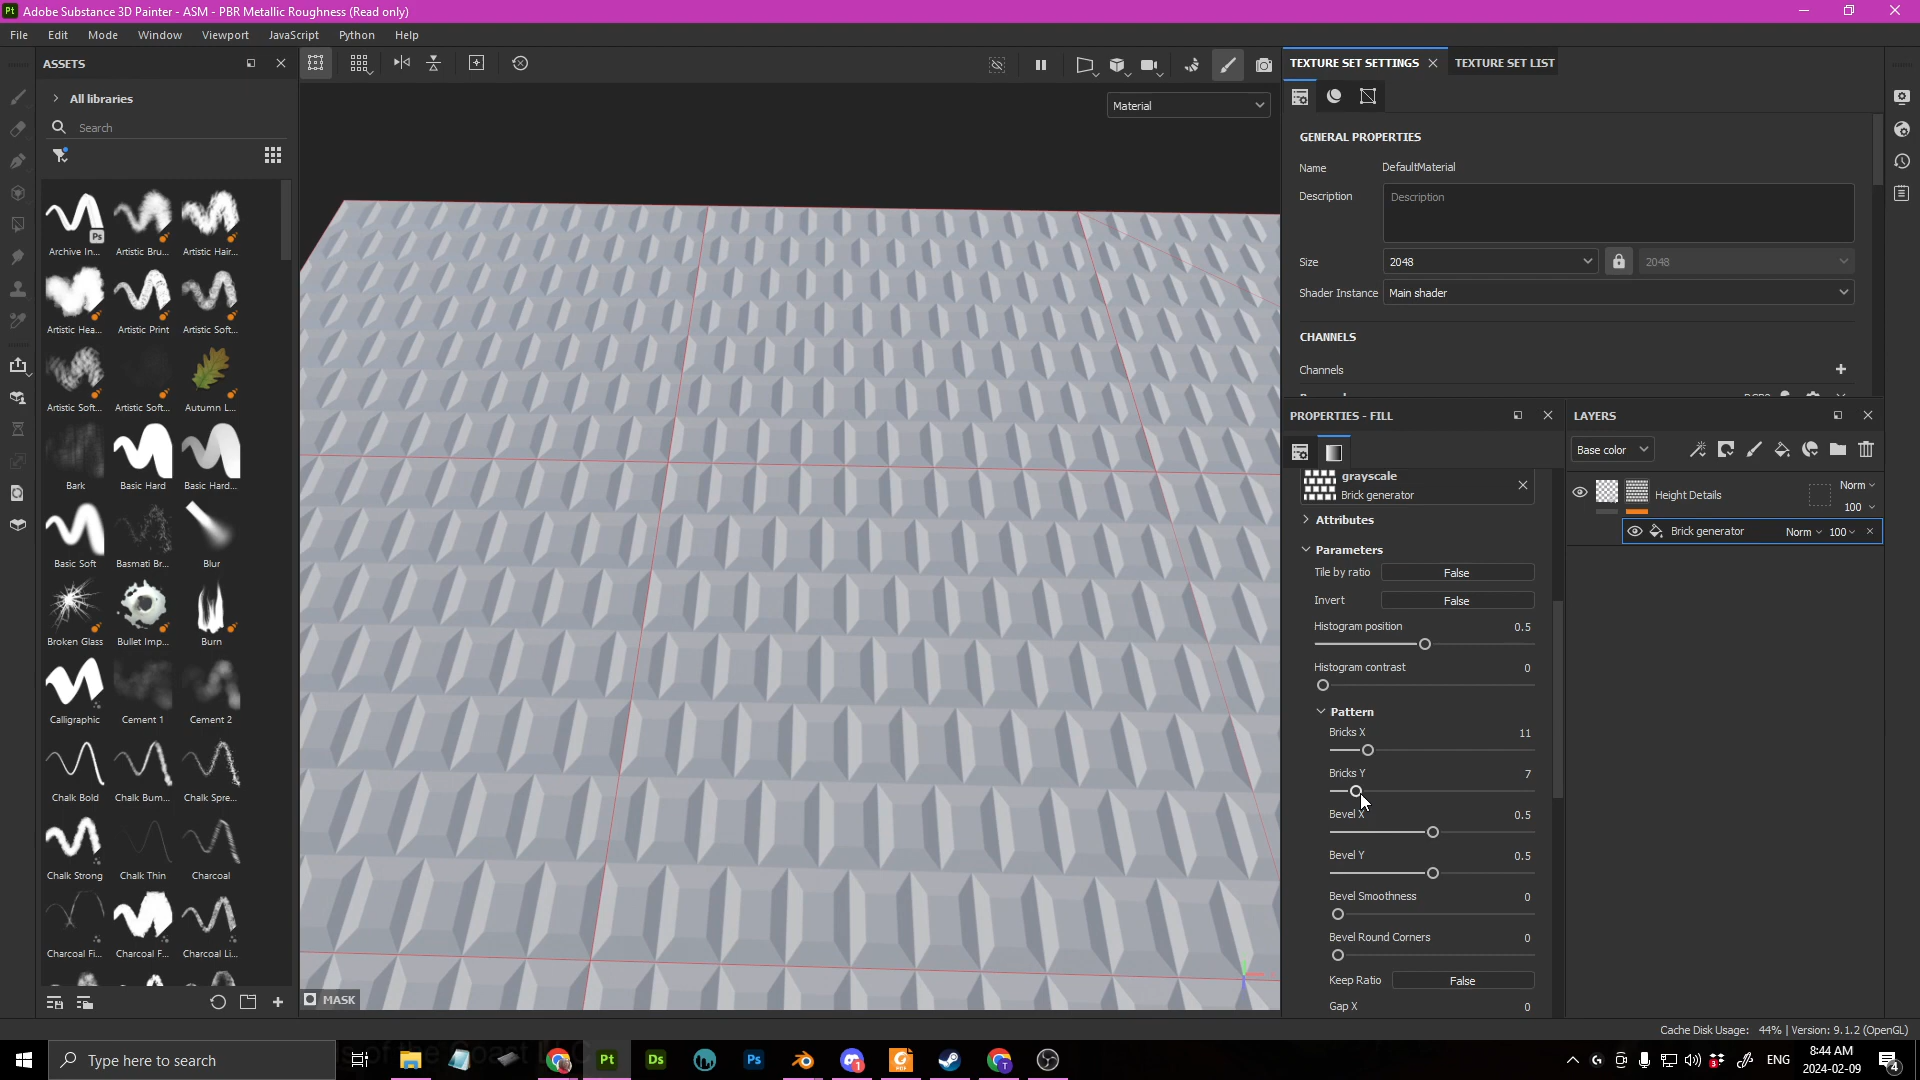 Adobe Substance 3D Painter - ASM - PBR Metallic Roughness (Read only)
File Edit Mode Window Viewport JavaScript Python Help
ASSETS
All libraries
Search
Archive In... Artistic Bru... Artistic Hair...
Artistic Hea... Artistic Print Artistic Soft...
Artistic Soft... Artistic Soft... Autumn L...
Bark Basic Hard Basic Hard...
Basic Soft Basmati Br... Blur
Broken Glass Bullet Imp... Burn
Calligraphic Cement 1 Cement 2
Chalk Bold Chalk Bum... Chalk Spre...
Chalk Strong Chalk Thin Charcoal
Charcoal Fi... Charcoal F... Charcoal Li...
Material
MASK
TEXTURE SET SETTINGS TEXTURE SET LIST
GENERAL PROPERTIES
Name DefaultMaterial
Description Description
Size 2048 2048
Shader Instance Main shader
CHANNELS
Channels
PROPERTIES - FILL
grayscale
Brick generator
Attributes
Parameters
Tile by ratio False
Invert False
Histogram position 0.5
Histogram contrast 0
Pattern
Bricks X 11
Bricks Y 7
Bevel X 0.5
Bevel Y 0.5
Bevel Smoothness 0
Bevel Round Corners 0
Keep Ratio False
Gap X 0
LAYERS
Base color
Height Details Norm 100
Brick generator Norm 100
Cache Disk Usage: 44% | Version: 9.1.2 (OpenGL)
Type here to search
ENG
8:44 AM
2024-02-09
4